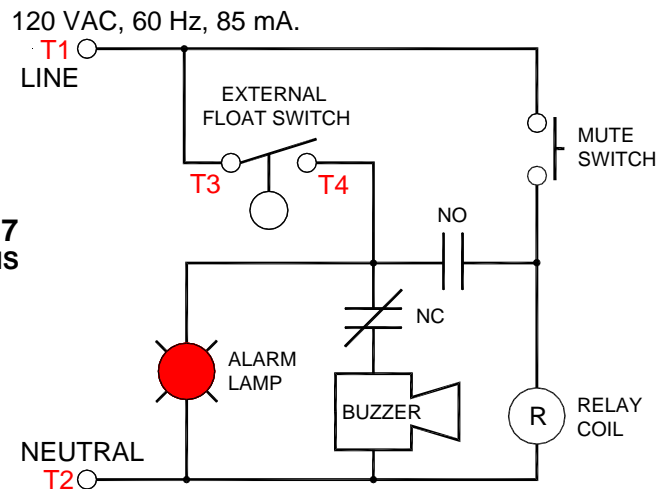 120 VAC, 60 Hz, 85 mA.
T1
LINE
EXTERNAL
FLOAT SWITCH
MUTE
SWITCH
T3
T4
NO
7
NC
ALARM
LAMP
BUZZER
R
RELAY
COIL
NEUTRAL
T2